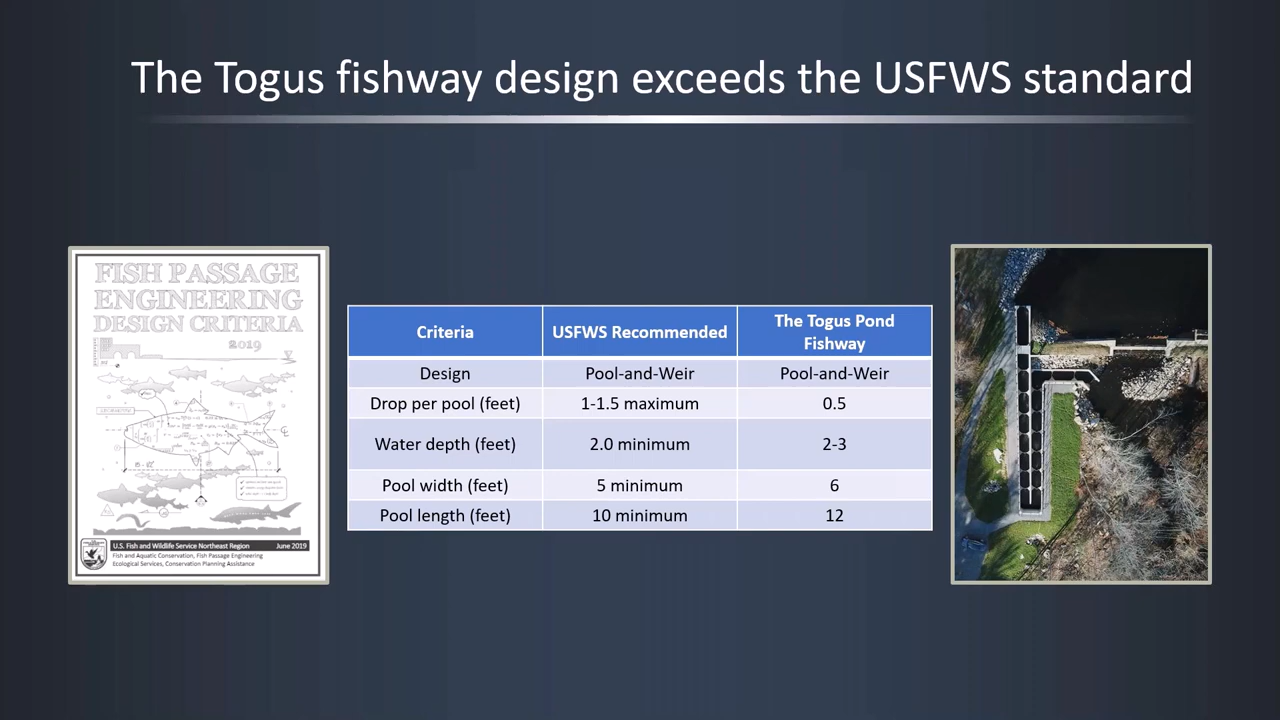 The Togus fishway design exceeds the USFWS standard
FISH PASSAGE
ENGINEERING
DESIGN CRITERIA
2019
U.S. Fish and Wildlife Service Northeast Region June 2019
Fish and Aquatic Conservation, Fish Passage Engineering
Ecological Services, Conservation Planning Assistance
Criteria USFWS Recommended The Togus Pond
Fishway
Design Pool-and-Weir Pool-and-Weir
Drop per pool (feet) 1-1.5 maximum 0.5
Water depth (feet) 2.0 minimum 2-3
Pool width (feet) 5 minimum 6
Pool length (feet) 10 minimum 12